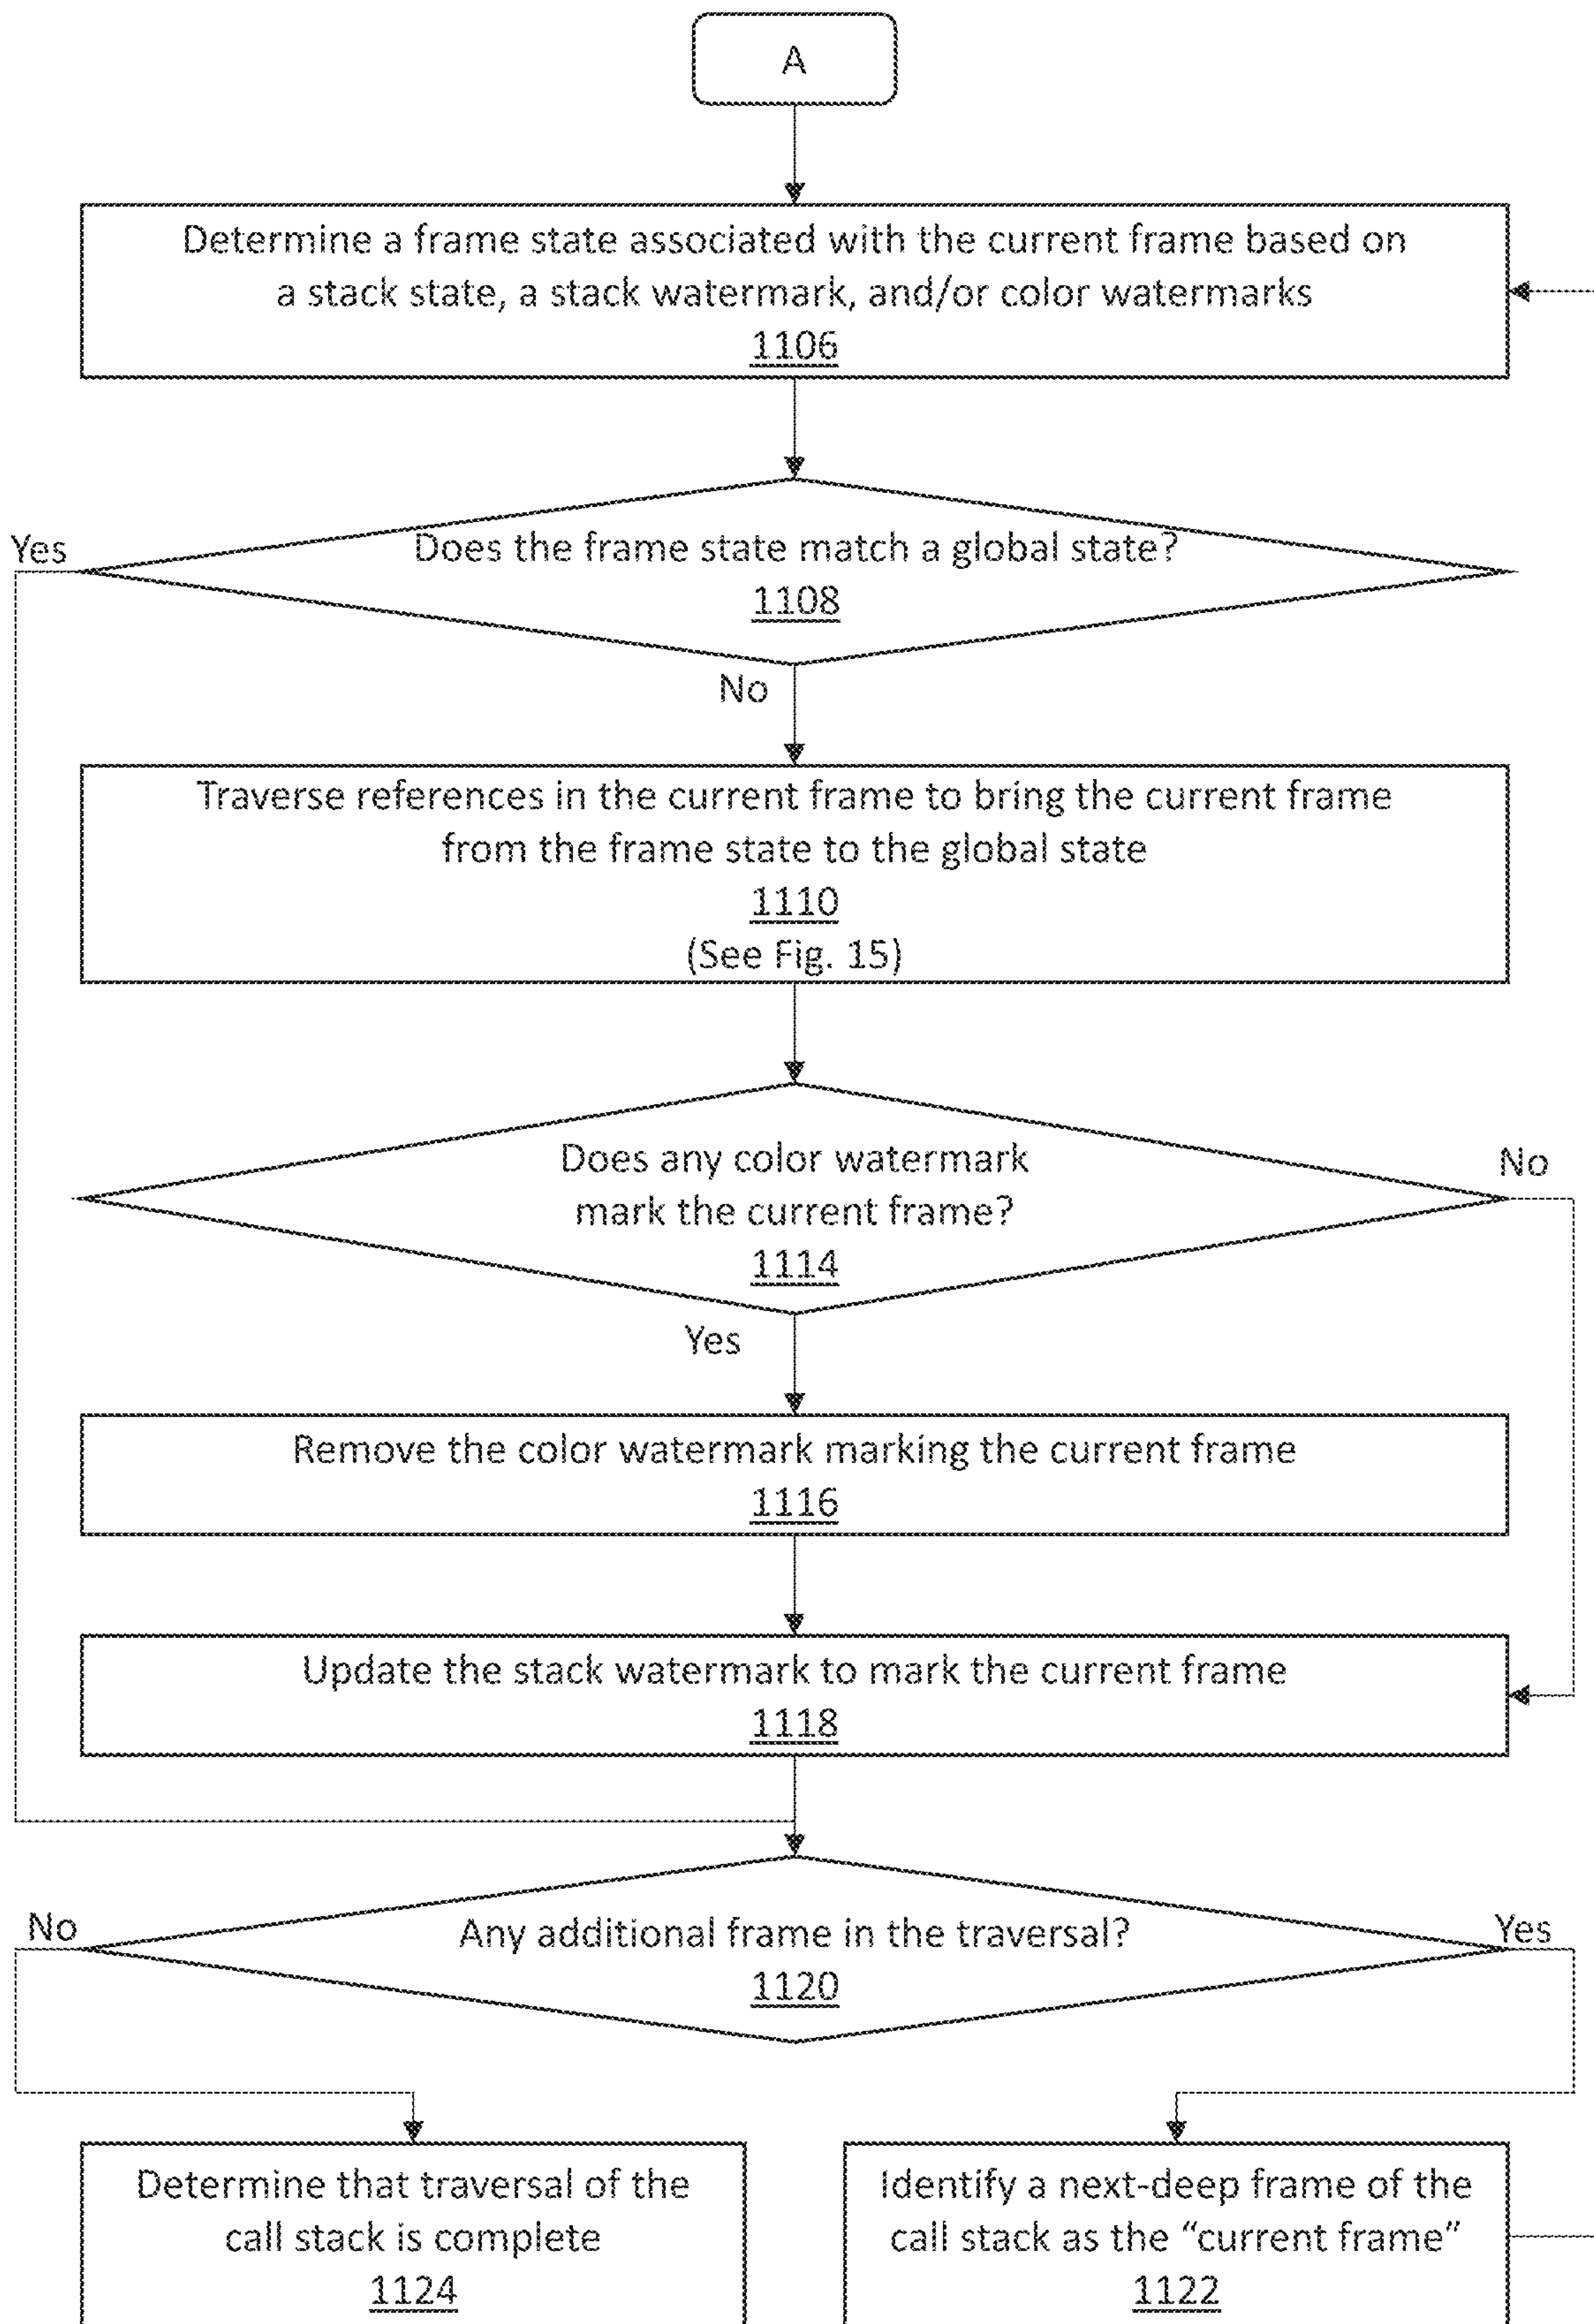 A
Determine a frame state associated with the current frame based on
a stack state, a stack watermark, and/or color watermarks
1106
Yes
Does the frame state match a global state?
1108
No
Traverse references in the current frame to bring the current frame
from the frame state to the global state
1110
(See Fig. 15)
Does any color watermark
mark the current frame?
1114
No
Yes
Remove the color watermark marking the current frame
1116
Update the stack watermark to mark the current frame
1118
No
Any additional frame in the traversal?
1120
Yes
Determine that traversal of the
call stack is complete
1124
Identify a next-deep frame of the
call stack as the “current frame”
1122